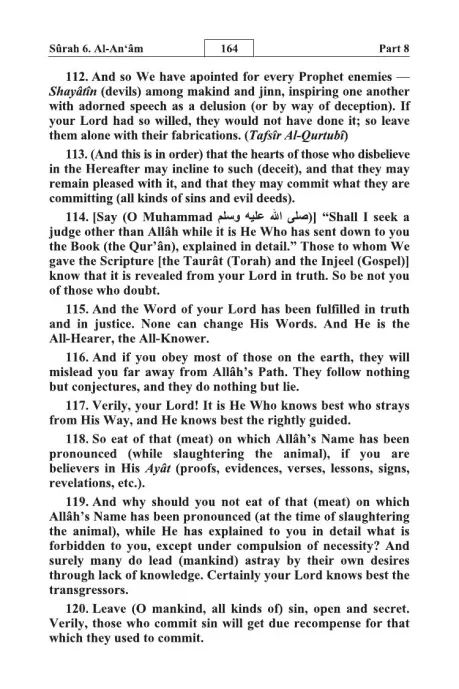 Sûrah 6. Al-An‘âm 164 Part 8
112. And so We have apointed for every Prophet enemies —
Shayâtîn (devils) among mankind and jinn, inspiring one another
with adorned speech as a delusion (or by way of deception). If
your Lord had so willed, they would not have done it; so leave
them alone with their fabrications. (Tafsîr Al-Qurtubî)
113. (And this is in order) that the hearts of those who disbelieve
in the Hereafter may incline to such (deceit), and that they may
remain pleased with it, and that they may commit what they are
committing (all kinds of sins and evil deeds).
114. [Say (O Muhammad صلى الله عليه وسلم)] “Shall I seek a
judge other than Allâh while it is He Who has sent down to you
the Book (the Qur’ân), explained in detail.” Those to whom We
gave the Scripture [the Taurât (Torah) and the Injeel (Gospel)]
know that it is revealed from your Lord in truth. So be not you
of those who doubt.
115. And the Word of your Lord has been fulfilled in truth
and in justice. None can change His Words. And He is the
All-Hearer, the All-Knower.
116. And if you obey most of those on the earth, they will
mislead you far away from Allâh’s Path. They follow nothing
but conjectures, and they do nothing but lie.
117. Verily, your Lord! It is He Who knows best who strays
from His Way, and He knows best the rightly guided.
118. So eat of that (meat) on which Allâh’s Name has been
pronounced (while slaughtering the animal), if you are
believers in His Ayât (proofs, evidences, verses, lessons, signs,
revelations, etc.).
119. And why should you not eat of that (meat) on which
Allâh’s Name has been pronounced (at the time of slaughtering
the animal), while He has explained to you in detail what is
forbidden to you, except under compulsion of necessity? And
surely many do lead (mankind) astray by their own desires
through lack of knowledge. Certainly your Lord knows best the
transgressors.
120. Leave (O mankind, all kinds of) sin, open and secret.
Verily, those who commit sin will get due recompense for that
which they used to commit.